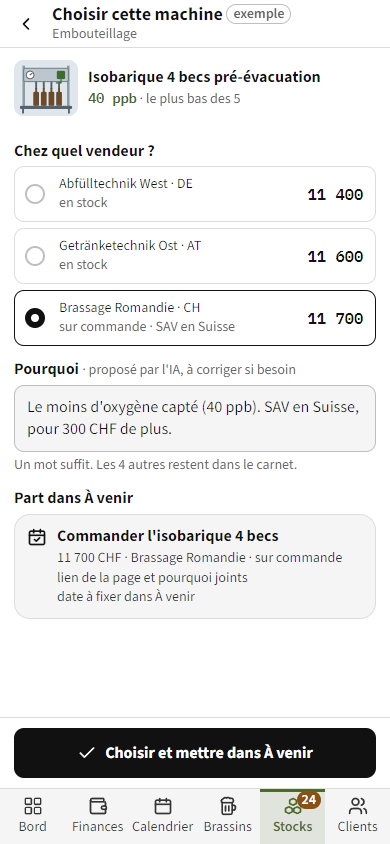 Choisir cette machine exemple
Embouteillage
Isobarique 4 becs pré-évacuation
40 ppb · le plus bas des 5
Chez quel vendeur ?
Abfülltechnik West · DE
en stock
11 400
Getränketechnik Ost · AT
en stock
11 600
Brassage Romandie · CH
sur commande · SAV en Suisse
11 700
Pourquoi · proposé par l'IA, à corriger si besoin
Le moins d'oxygène capté (40 ppb). SAV en Suisse,
pour 300 CHF de plus.
Un mot suffit. Les 4 autres restent dans le carnet.
Part dans À venir
Commander l'isobarique 4 becs
11 700 CHF · Brassage Romandie · sur commande
lien de la page et pourquoi joints
date à fixer dans À venir
Choisir et mettre dans À venir
24
Bord Finances Calendrier Brassins Stocks Clients